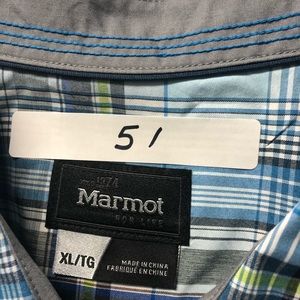 51
1974
Marmot
FOR LIFE
XL/TG
MADE IN CHINA
FABRIQUÉ EN CHINE